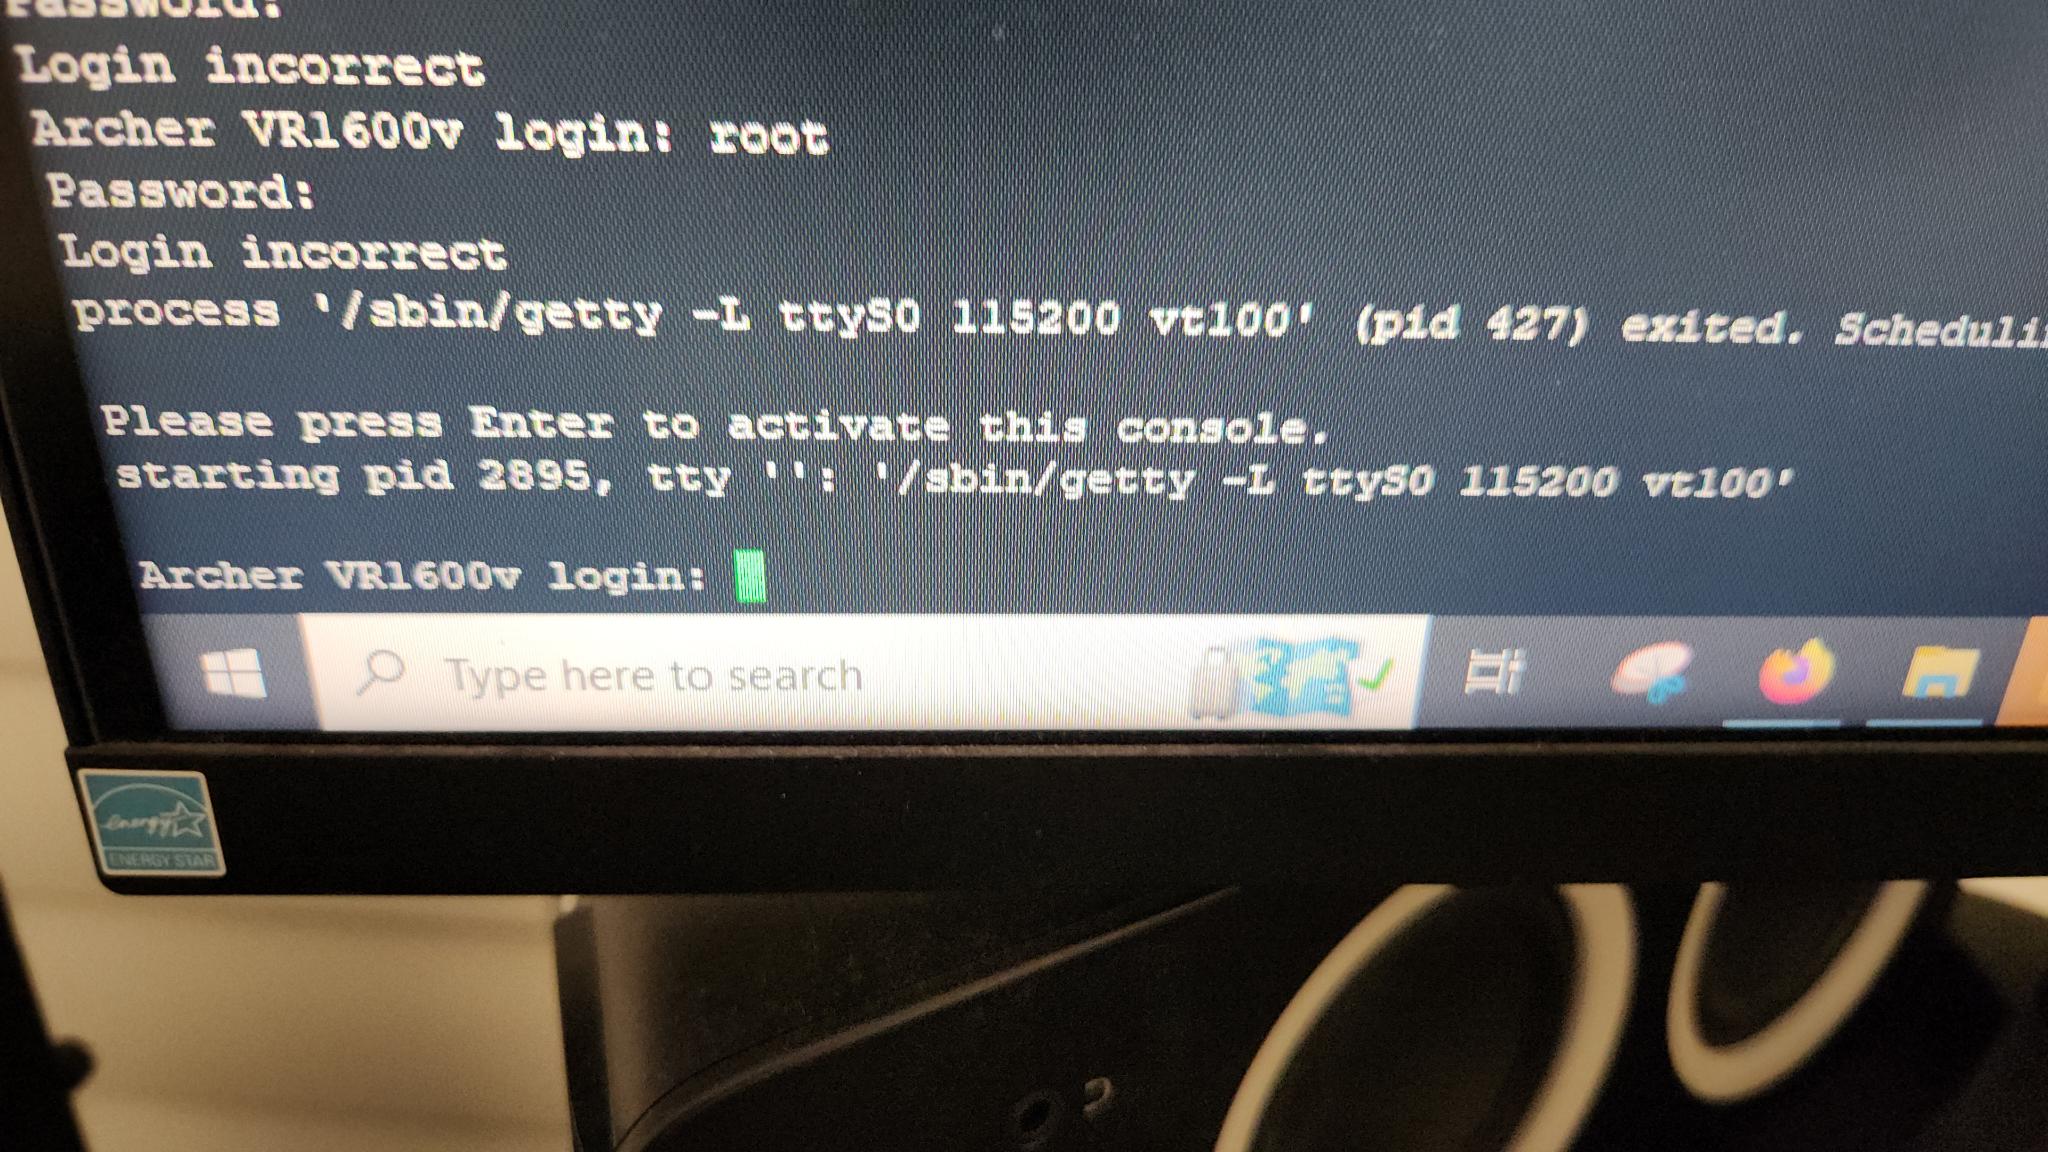 Password:
Login incorrect
Archer VR1600v login: root
Password:
Login incorrect
process '/sbin/getty -L ttyS0 115200 vt100' (pid 427) exited. Scheduli
Please press Enter to activate this console.
starting pid 2895, tty '': '/sbin/getty -L ttyS0 115200 vt100'
Archer VR1600v login:
Type here to search
energy
ENERGY STAR